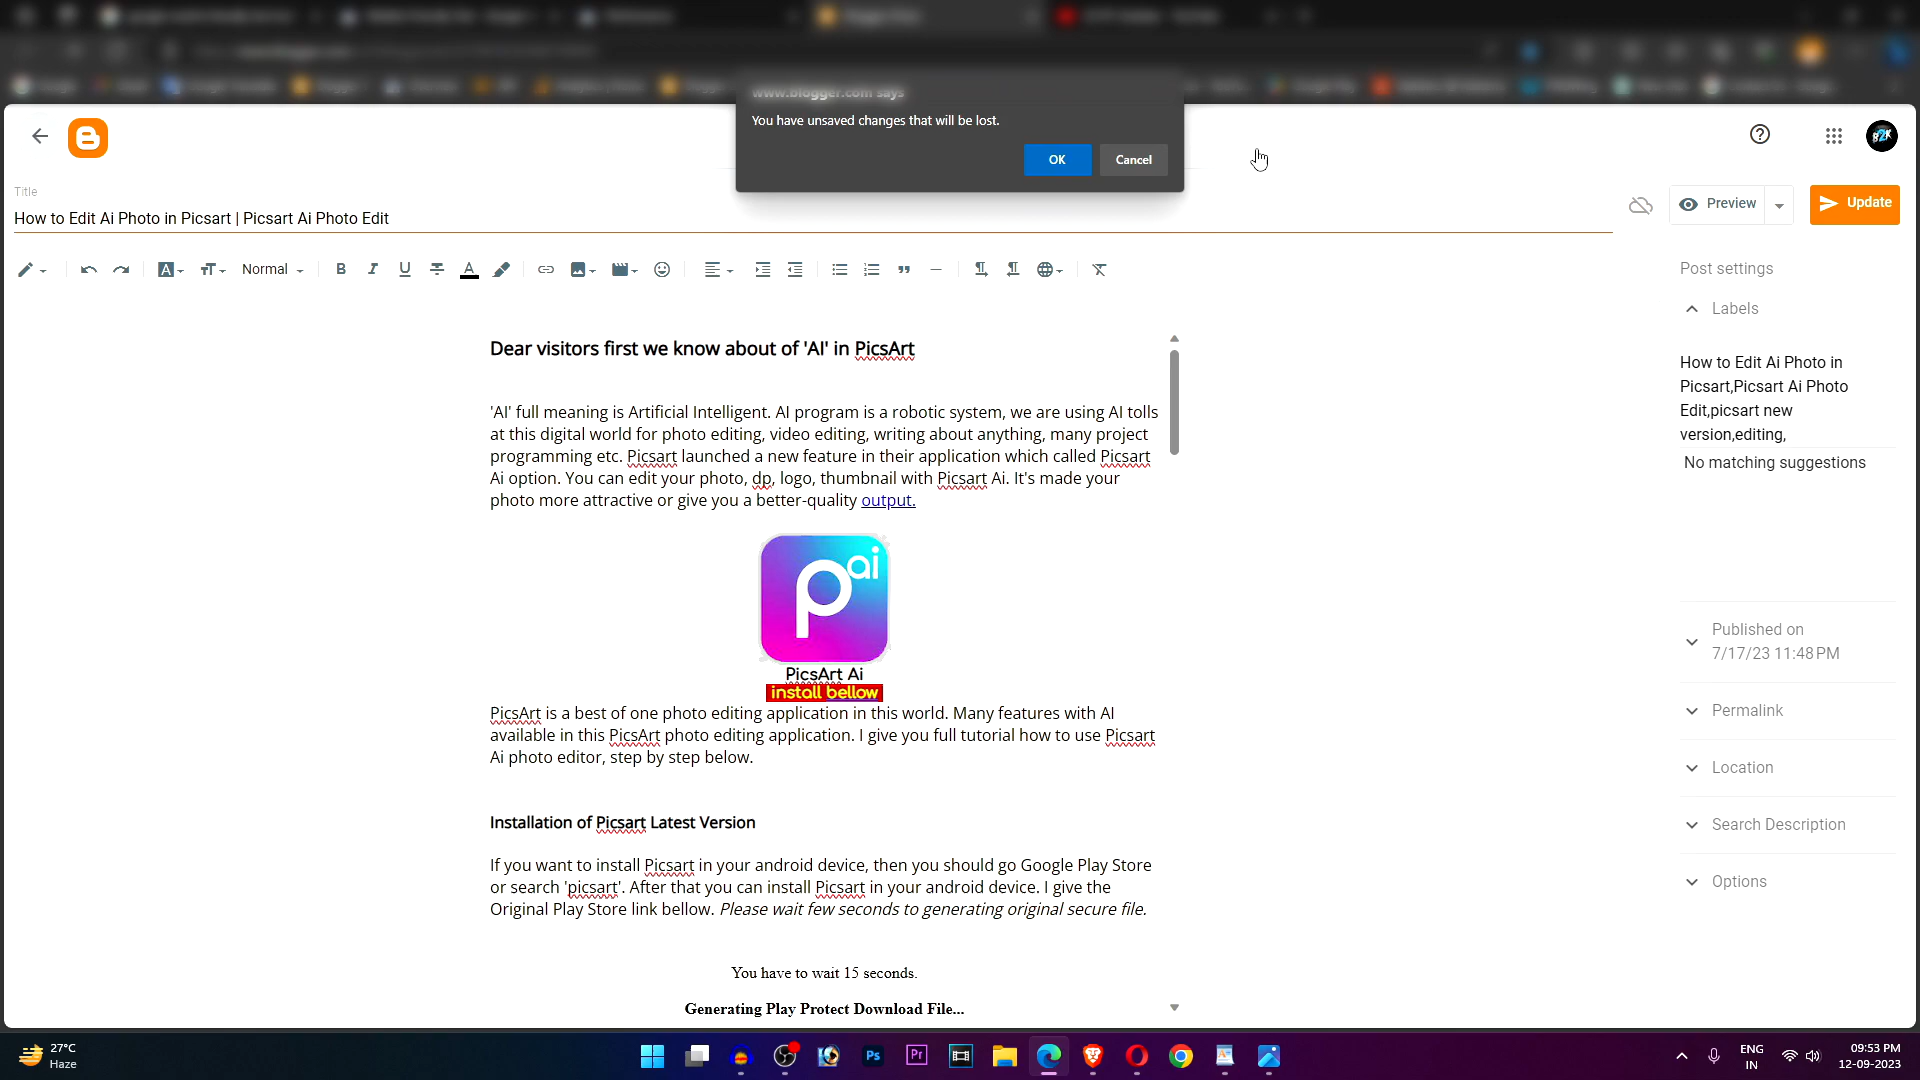 www.blogger.com says
You have unsaved changes that will be lost.
OK
Cancel
Title
How to Edit Ai Photo in Picsart | Picsart Ai Photo Edit
Preview
Update
Normal
Post settings
Labels
How to Edit Ai Photo in
Picsart,Picsart Ai Photo
Edit,picsart new
version,editing,
No matching suggestions
Published on
7/17/23 11:48 PM
Permalink
Location
Search Description
Options
Dear visitors first we know about of 'AI' in PicsArt
'AI' full meaning is Artificial Intelligent. AI program is a robotic system, we are using AI tolls
at this digital world for photo editing, video editing, writing about anything, many project
programming etc. Picsart launched a new feature in their application which called Picsart
Ai option. You can edit your photo, dp, logo, thumbnail with Picsart Ai. It's made your
photo more attractive or give you a better-quality output.
P ai
PicsArt Ai
install bellow
PicsArt is a best of one photo editing application in this world. Many features with AI
available in this PicsArt photo editing application. I give you full tutorial how to use Picsart
Ai photo editor, step by step below.
Installation of Picsart Latest Version
If you want to install Picsart in your android device, then you should go Google Play Store
or search 'picsart'. After that you can install Picsart in your android device. I give the
Original Play Store link bellow. Please wait few seconds to generating original secure file.
You have to wait 15 seconds.
Generating Play Protect Download File...
27°C
Haze
Ps
Pr
ENG
IN
09:53 PM
12-09-2023